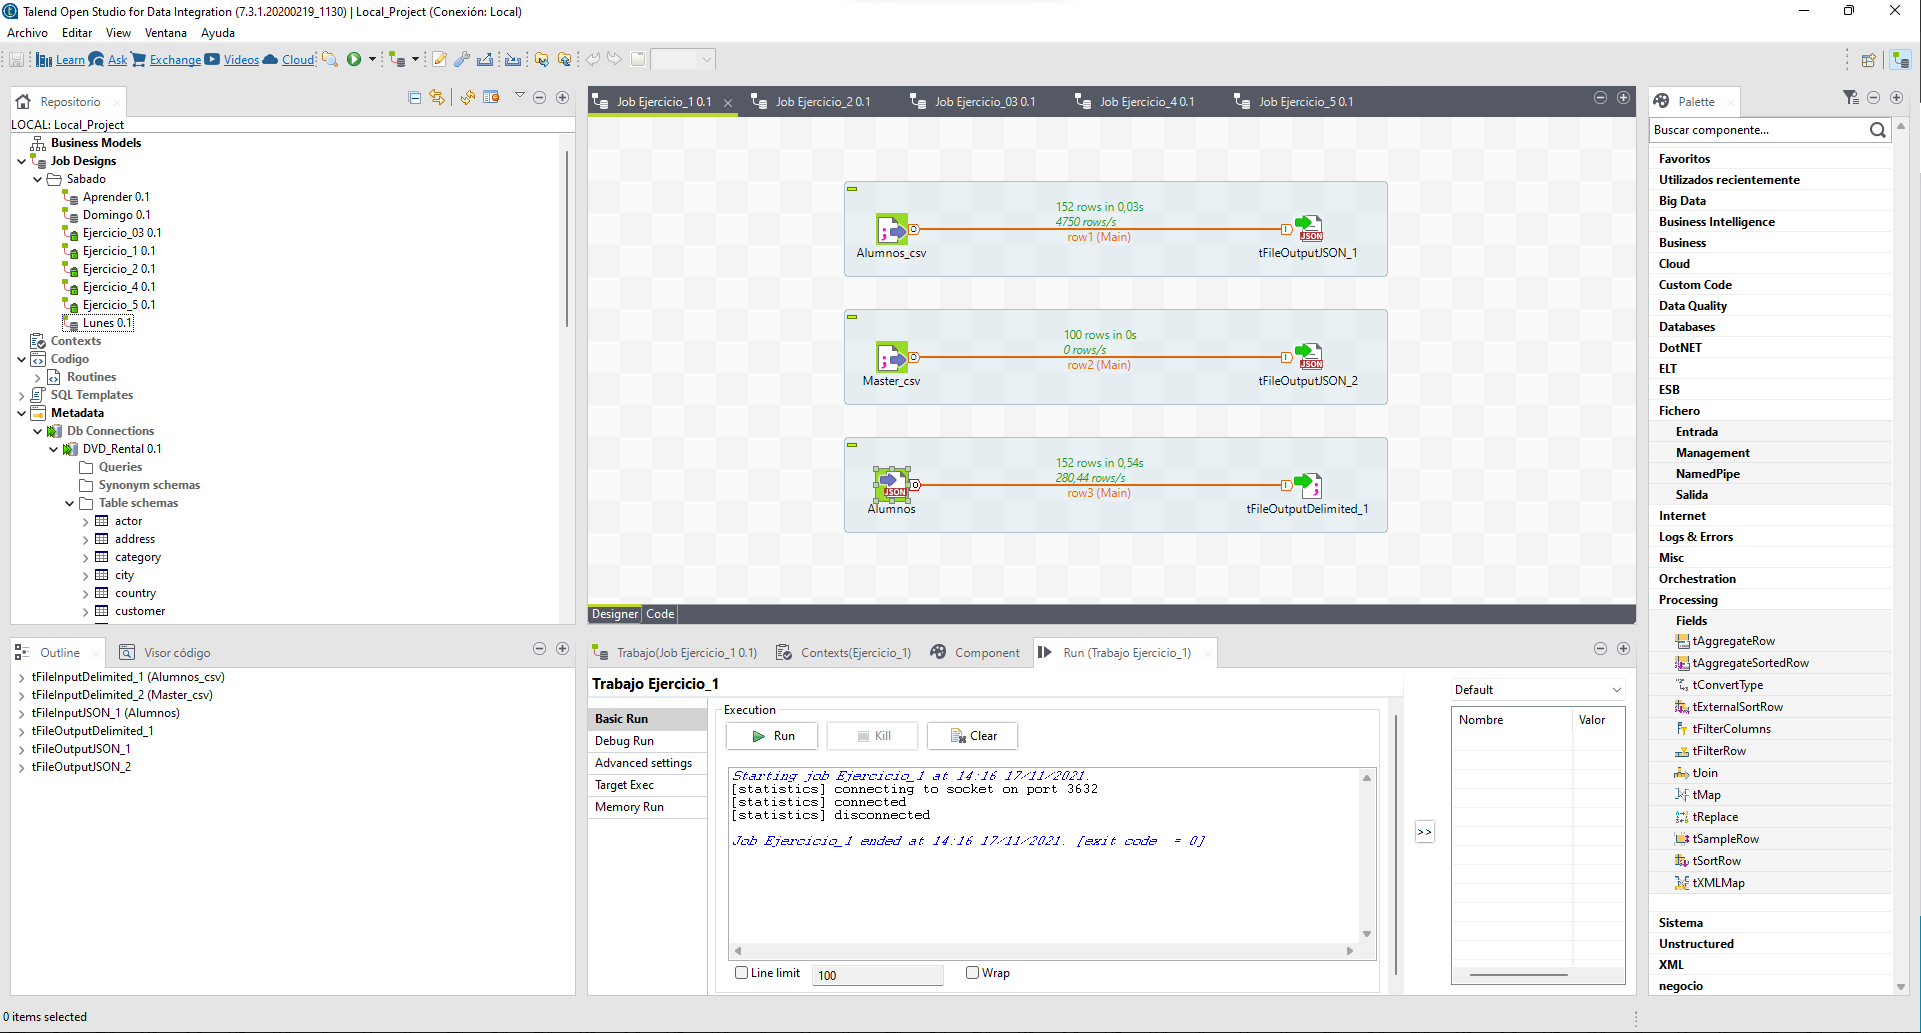 Talend Open Studio for Data Integration (7.3.1.20200219_1130) | Local_Project (Conexión: Local)
Archivo Editar View Ventana Ayuda
Learn Ask Exchange Videos Cloud
Repositorio
LOCAL: Local_Project
Business Models
Job Designs
Sabado
Aprender 0.1
Domingo 0.1
Ejercicio_03 0.1
Ejercicio_1 0.1
Ejercicio_2 0.1
Ejercicio_4 0.1
Ejercicio_5 0.1
Lunes 0.1
Contexts
Codigo
Routines
SQL Templates
Metadata
Db Connections
DVD_Rental 0.1
Queries
Synonym schemas
Table schemas
actor
address
category
city
country
customer
Job Ejercicio_1 0.1 Job Ejercicio_2 0.1 Job Ejercicio_03 0.1 Job Ejercicio_4 0.1 Job Ejercicio_5 0.1
152 rows in 0,03s
4750 rows/s
row1 (Main)
Alumnos_csv
JSON
tFileOutputJSON_1
100 rows in 0s
0 rows/s
row2 (Main)
Master_csv
JSON
tFileOutputJSON_2
152 rows in 0,54s
280,44 rows/s
row3 (Main)
JSON
Alumnos
tFileOutputDelimited_1
Designer Code
Palette
Buscar componente...
Favoritos
Utilizados recientemente
Big Data
Business Intelligence
Business
Cloud
Custom Code
Data Quality
Databases
DotNET
ELT
ESB
Fichero
Entrada
Management
NamedPipe
Salida
Internet
Logs & Errors
Misc
Orchestration
Processing
Fields
tAggregateRow
tAggregateSortedRow
tConvertType
tExternalSortRow
tFilterColumns
tFilterRow
tJoin
tMap
tReplace
tSampleRow
tSortRow
tXMLMap
Sistema
Unstructured
XML
negocio
Outline Visor código
tFileInputDelimited_1 (Alumnos_csv)
tFileInputDelimited_2 (Master_csv)
tFileInputJSON_1 (Alumnos)
tFileOutputDelimited_1
tFileOutputJSON_1
tFileOutputJSON_2
Trabajo(Job Ejercicio_1 0.1) Contexts(Ejercicio_1) Component Run (Trabajo Ejercicio_1)
Trabajo Ejercicio_1
Basic Run
Debug Run
Advanced settings
Target Exec
Memory Run
Execution
Run Kill Clear
Starting job Ejercicio_1 at 14:16 17/11/2021.
[statistics] connecting to socket on port 3632
[statistics] connected
[statistics] disconnected
Job Ejercicio_1 ended at 14:16 17/11/2021. [exit code  = 0]
Line limit 100 Wrap
>>
Default
Nombre Valor
0 items selected